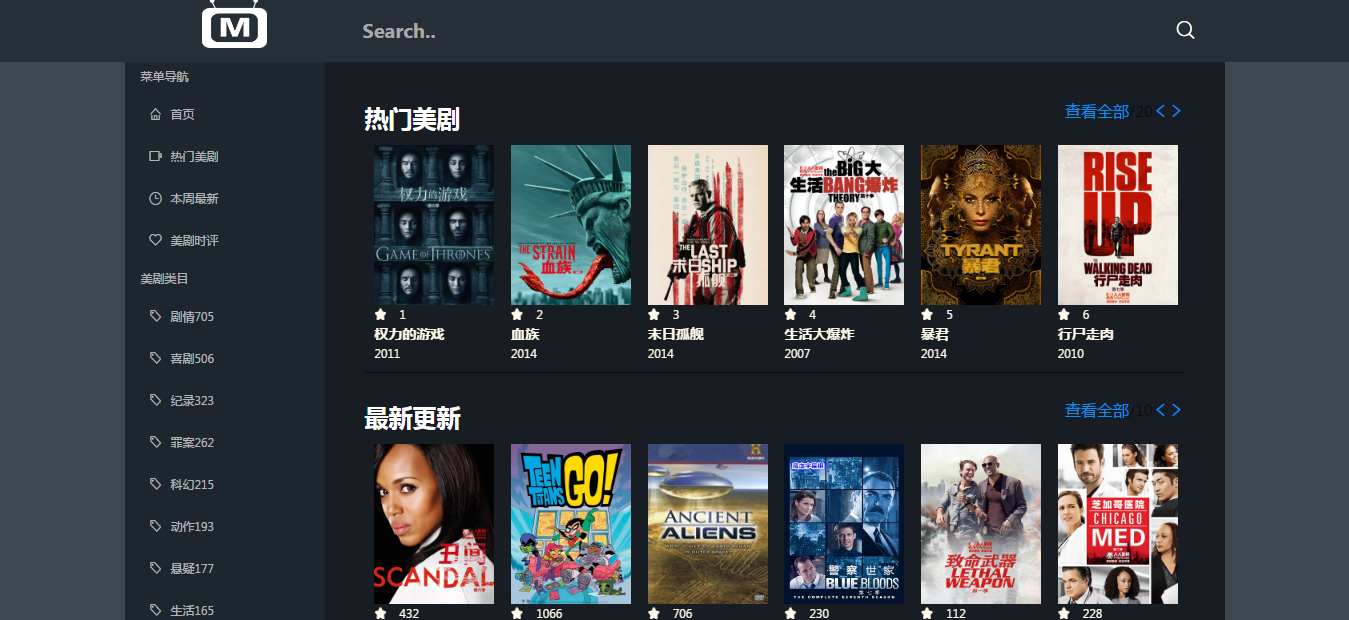 M
Search..
菜单导航
首页
热门美剧
本周最新
美剧时评
美剧类目
剧情705
喜剧506
纪录323
罪案262
科幻215
动作193
悬疑177
生活165
热门美剧
查看全部/20
权力的游戏
GAME OF THRONES
THE STRAIN
血族
THE LAST SHIP
末日孤舰
the BIG BANG THEORY
生活大爆炸
TYRANT
暴君
RISE UP
THE WALKING DEAD
行尸走肉
1
2
3
4
5
6
权力的游戏
血族
末日孤舰
生活大爆炸
暴君
行尸走肉
2011
2014
2014
2007
2014
2010
最新更新
查看全部/10
丑闻
SCANDAL
TEEN TITANS GO!
H
ANCIENT ALIENS
警察世家
BLUE BLOODS
THE COMPLETE SEVENTH SEASON
致命武器
LETHAL WEAPON
第一季
芝加哥医院
CHICAGO MED
432
1066
706
230
112
228